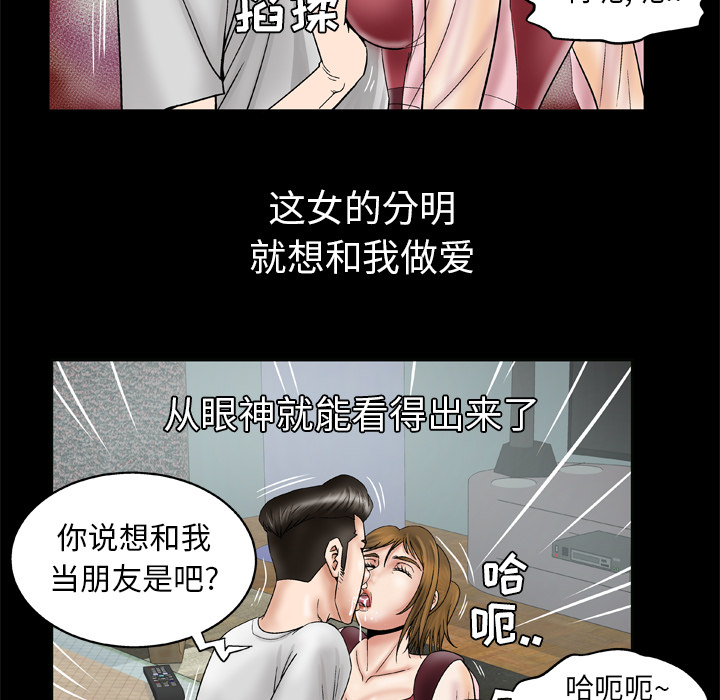 掐揉
这女的分明
就想和我做爱
从眼神就能看得出来了
你说想和我
当朋友是吧?
哈
呃..
哈呃呃~